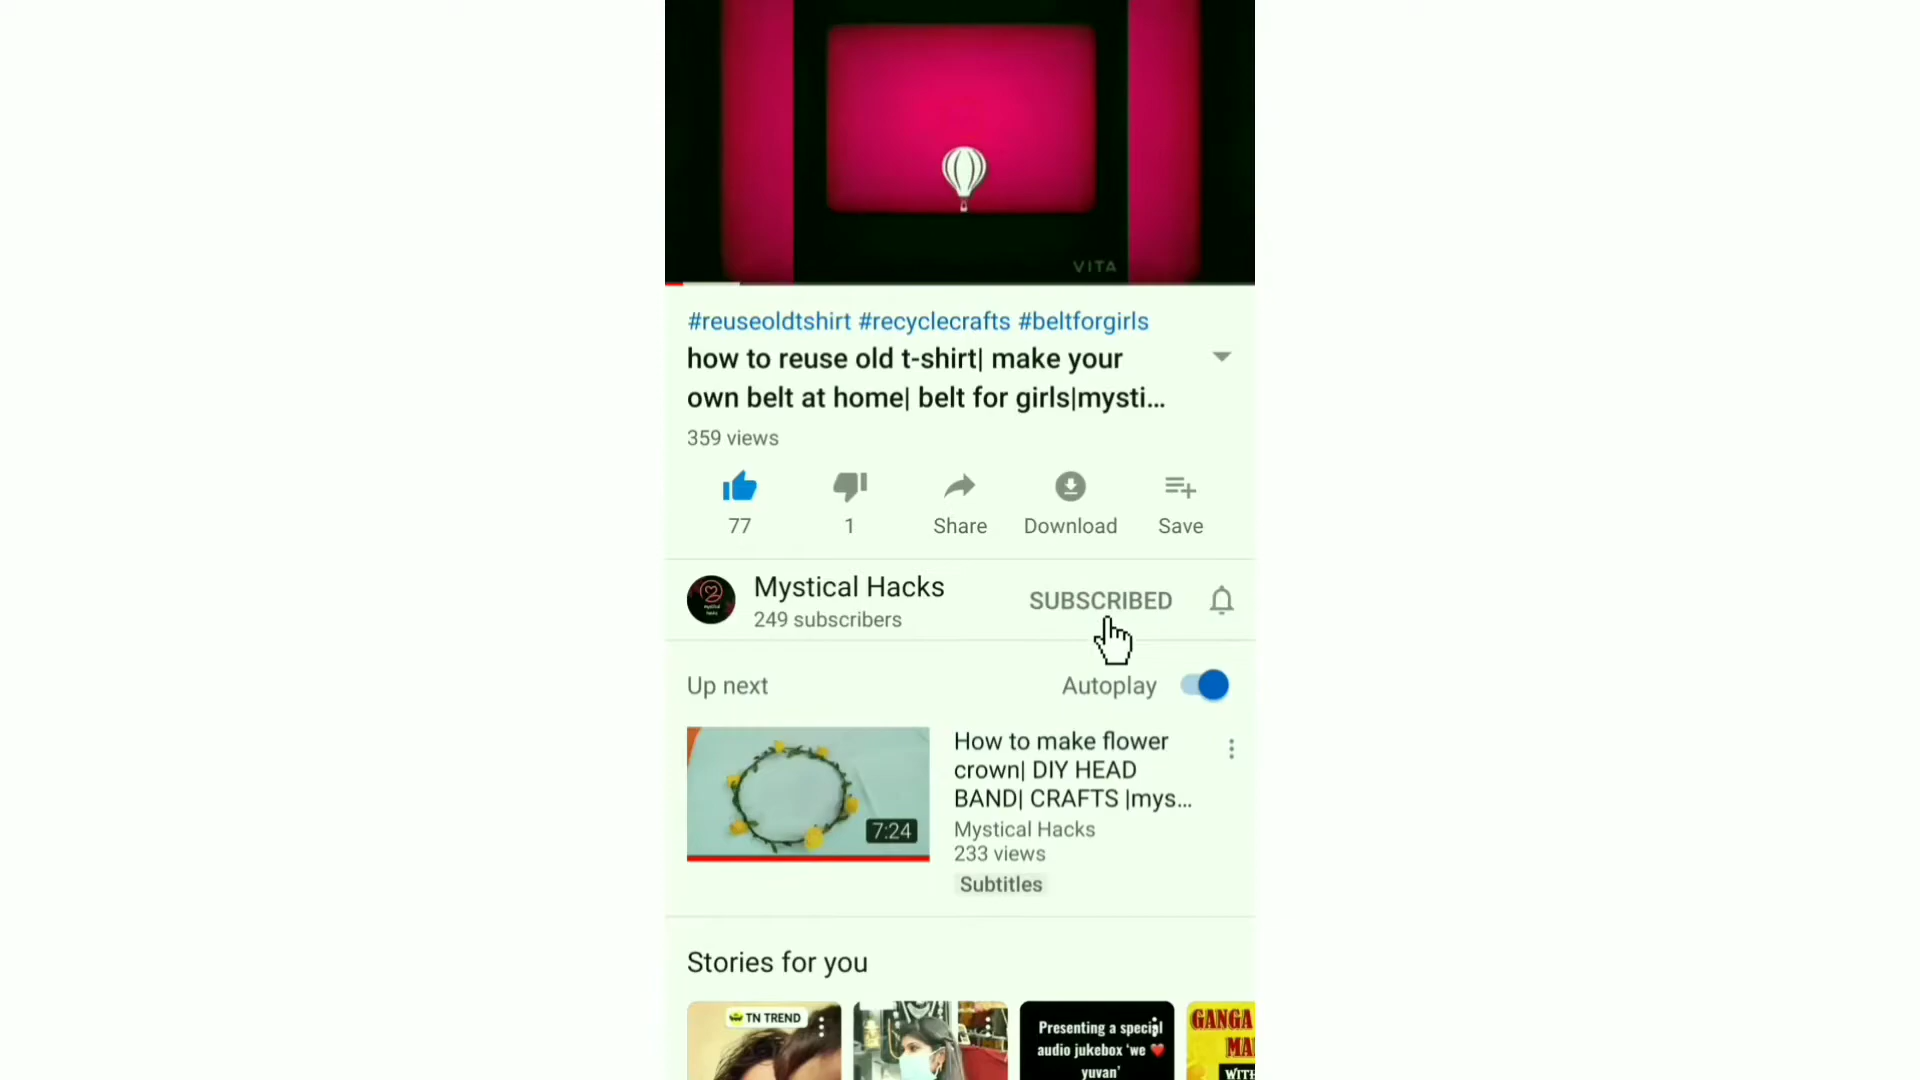 VITA
#reuseoldtshirt #recyclecrafts #beltforgirls
how to reuse old t-shirt| make your
own belt at home| belt for girls|mysti...
359 views
77
1
Share
Download
Save
Mystical Hacks
249 subscribers
SUBSCRIBED
Up next
Autoplay
7:24
How to make flower
crown| DIY HEAD
BAND| CRAFTS |mys...
Mystical Hacks
233 views
Subtitles
Stories for you
TN TREND
Presenting a special
audio jukebox ‘we ❤️
yuvan’
GANGA
MA
WITH